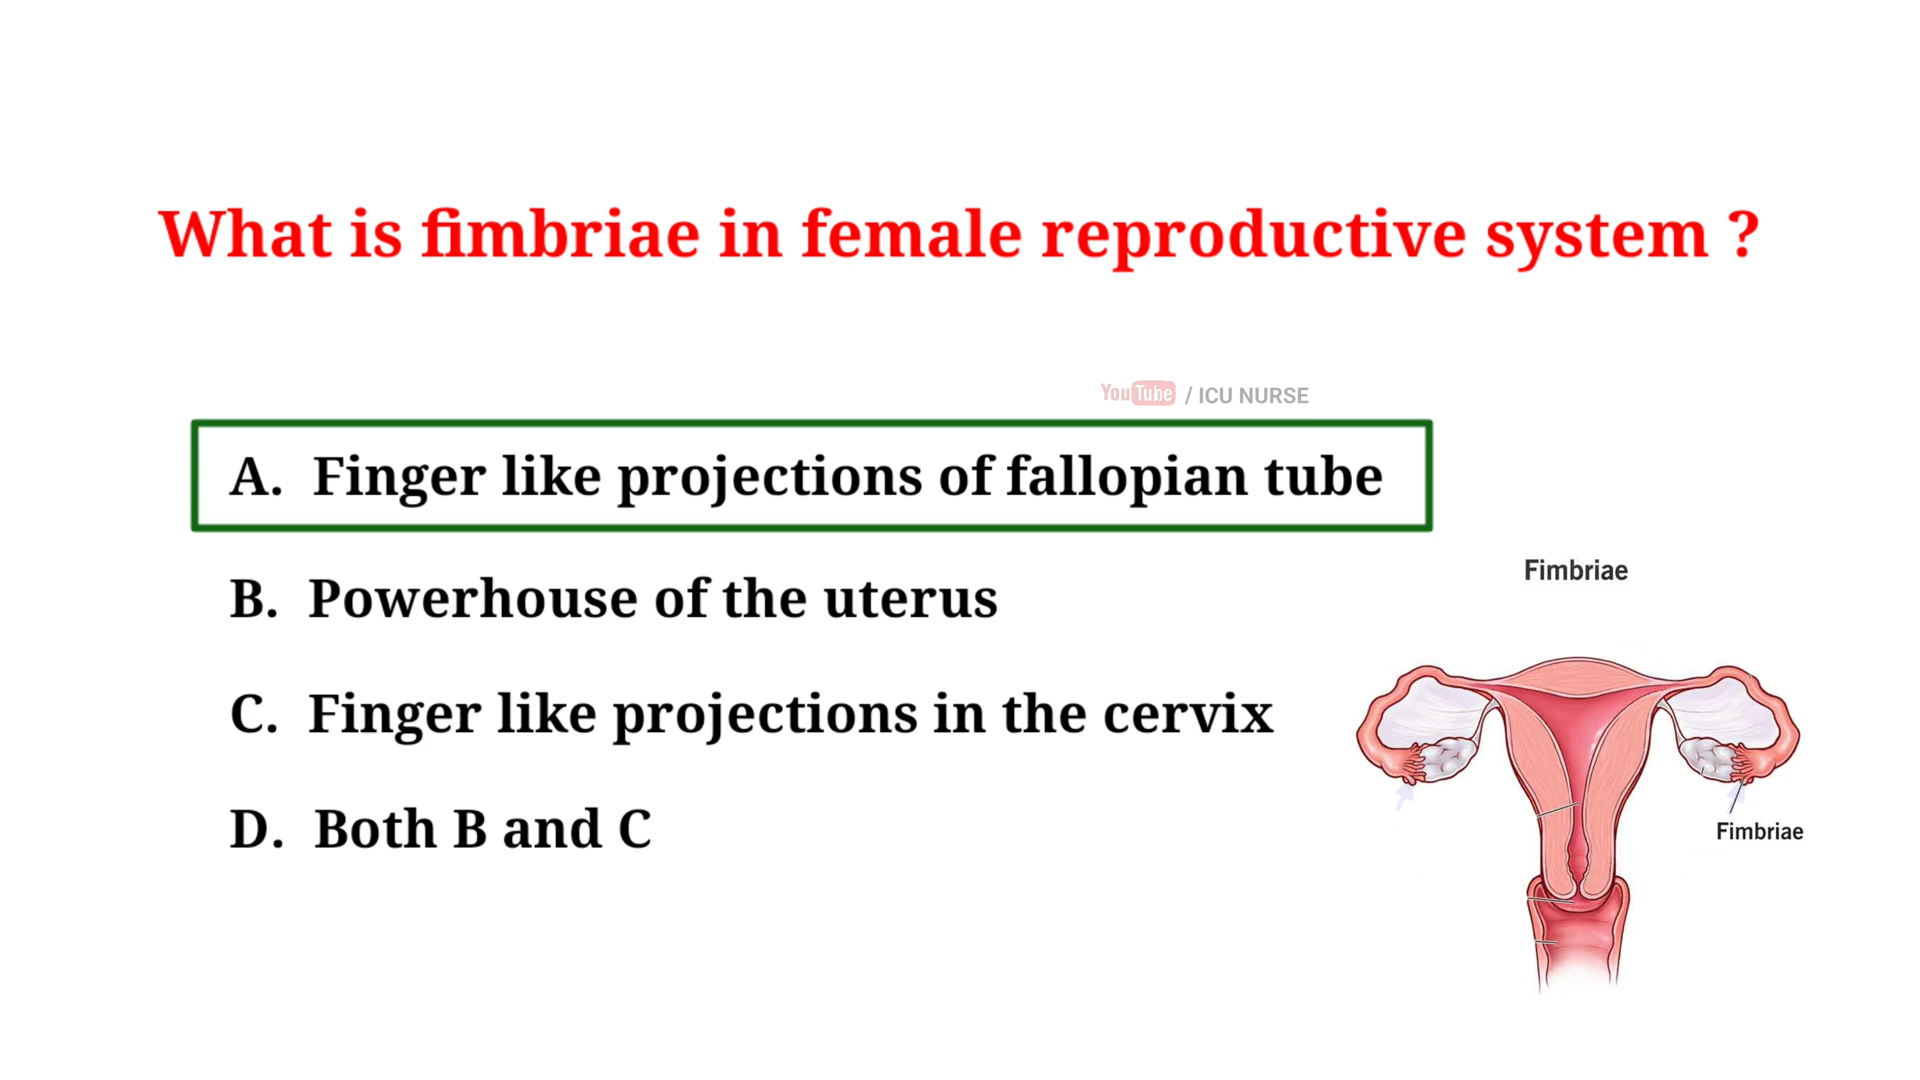 What is fimbriae in female reproductive system ?
YouTube / ICU NURSE
A. Finger like projections of fallopian tube
B. Powerhouse of the uterus
C. Finger like projections in the cervix
D. Both B and C
Fimbriae
Fimbriae